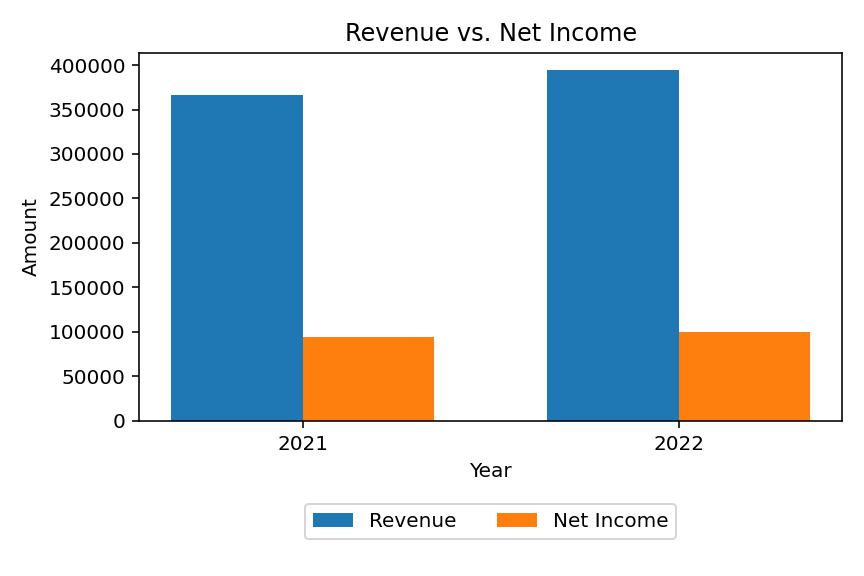 Revenue vs. Net Income
400000
350000
300000
250000
200000
150000
100000
50000
0
Amount
2021 2022
Year
Revenue Net Income